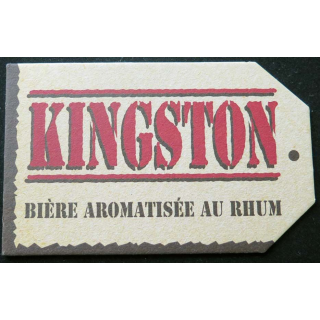 KINGSTON
BIÈRE AROMATISÉE AU RHUM